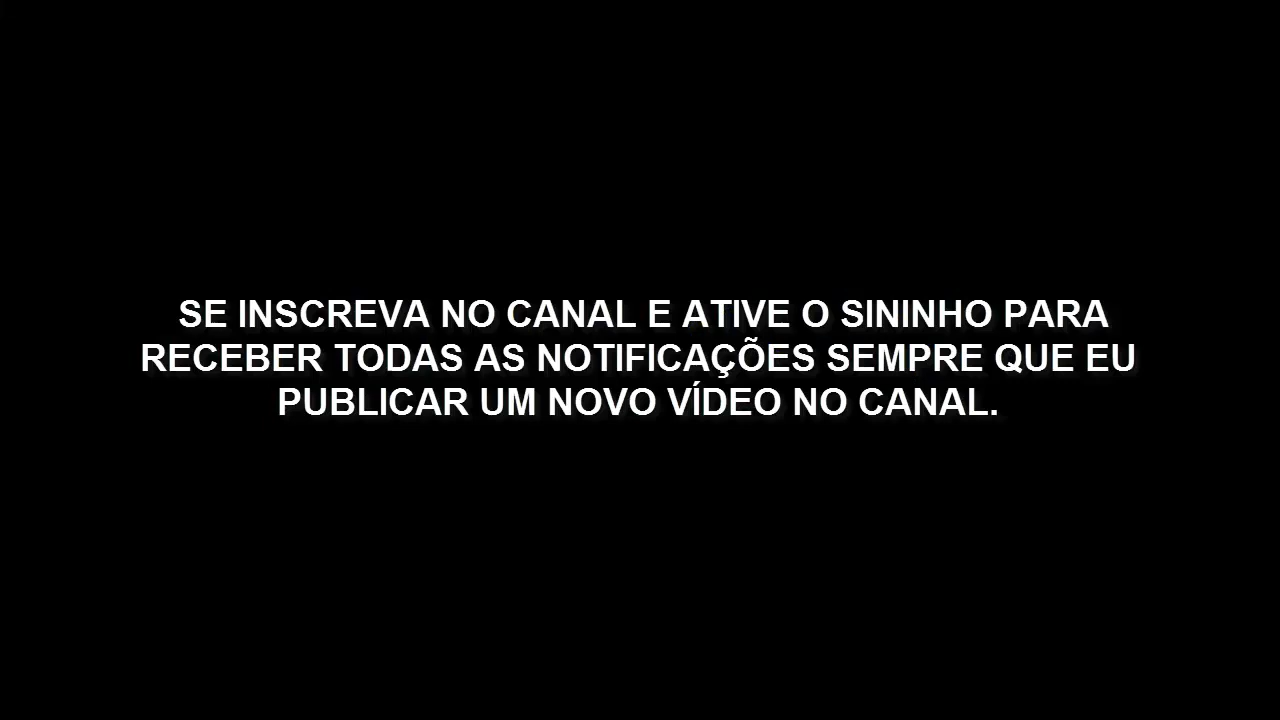 SE INSCREVA NO CANAL E ATIVE O SININHO PARA
RECEBER TODAS AS NOTIFICAÇÕES SEMPRE QUE EU
PUBLICAR UM NOVO VÍDEO NO CANAL.